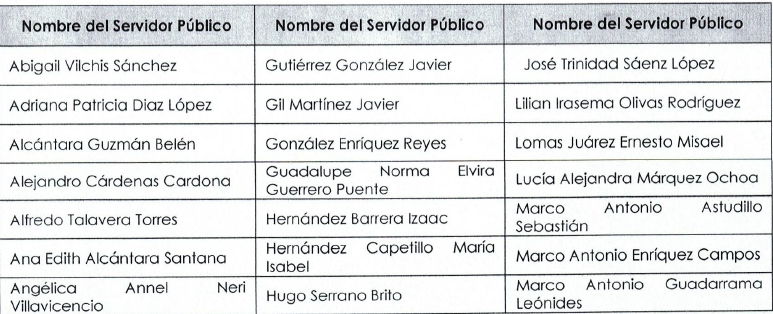 Nombre del Servidor Público Nombre del Servidor Público Nombre del Servidor Público
Abigail Vilchis Sánchez Gutiérrez González Javier José Trinidad Sáenz López
Adriana Patricia Diaz López Gil Martínez Javier Lilian Irasema Olivas Rodríguez
Alcántara Guzmán Belén González Enríquez Reyes Lomas Juárez Ernesto Misael
Alejandro Cárdenas Cardona Guadalupe Norma Elvira Guerrero Puente Lucía Alejandra Márquez Ochoa
Alfredo Talavera Torres Hernández Barrera Izaac Marco Antonio Astudillo Sebastián
Ana Edith Alcántara Santana Hernández Capetillo María Isabel Marco Antonio Enríquez Campos
Angélica Annel Neri Villavicencio Hugo Serrano Brito Marco Antonio Guadarrama Leónides